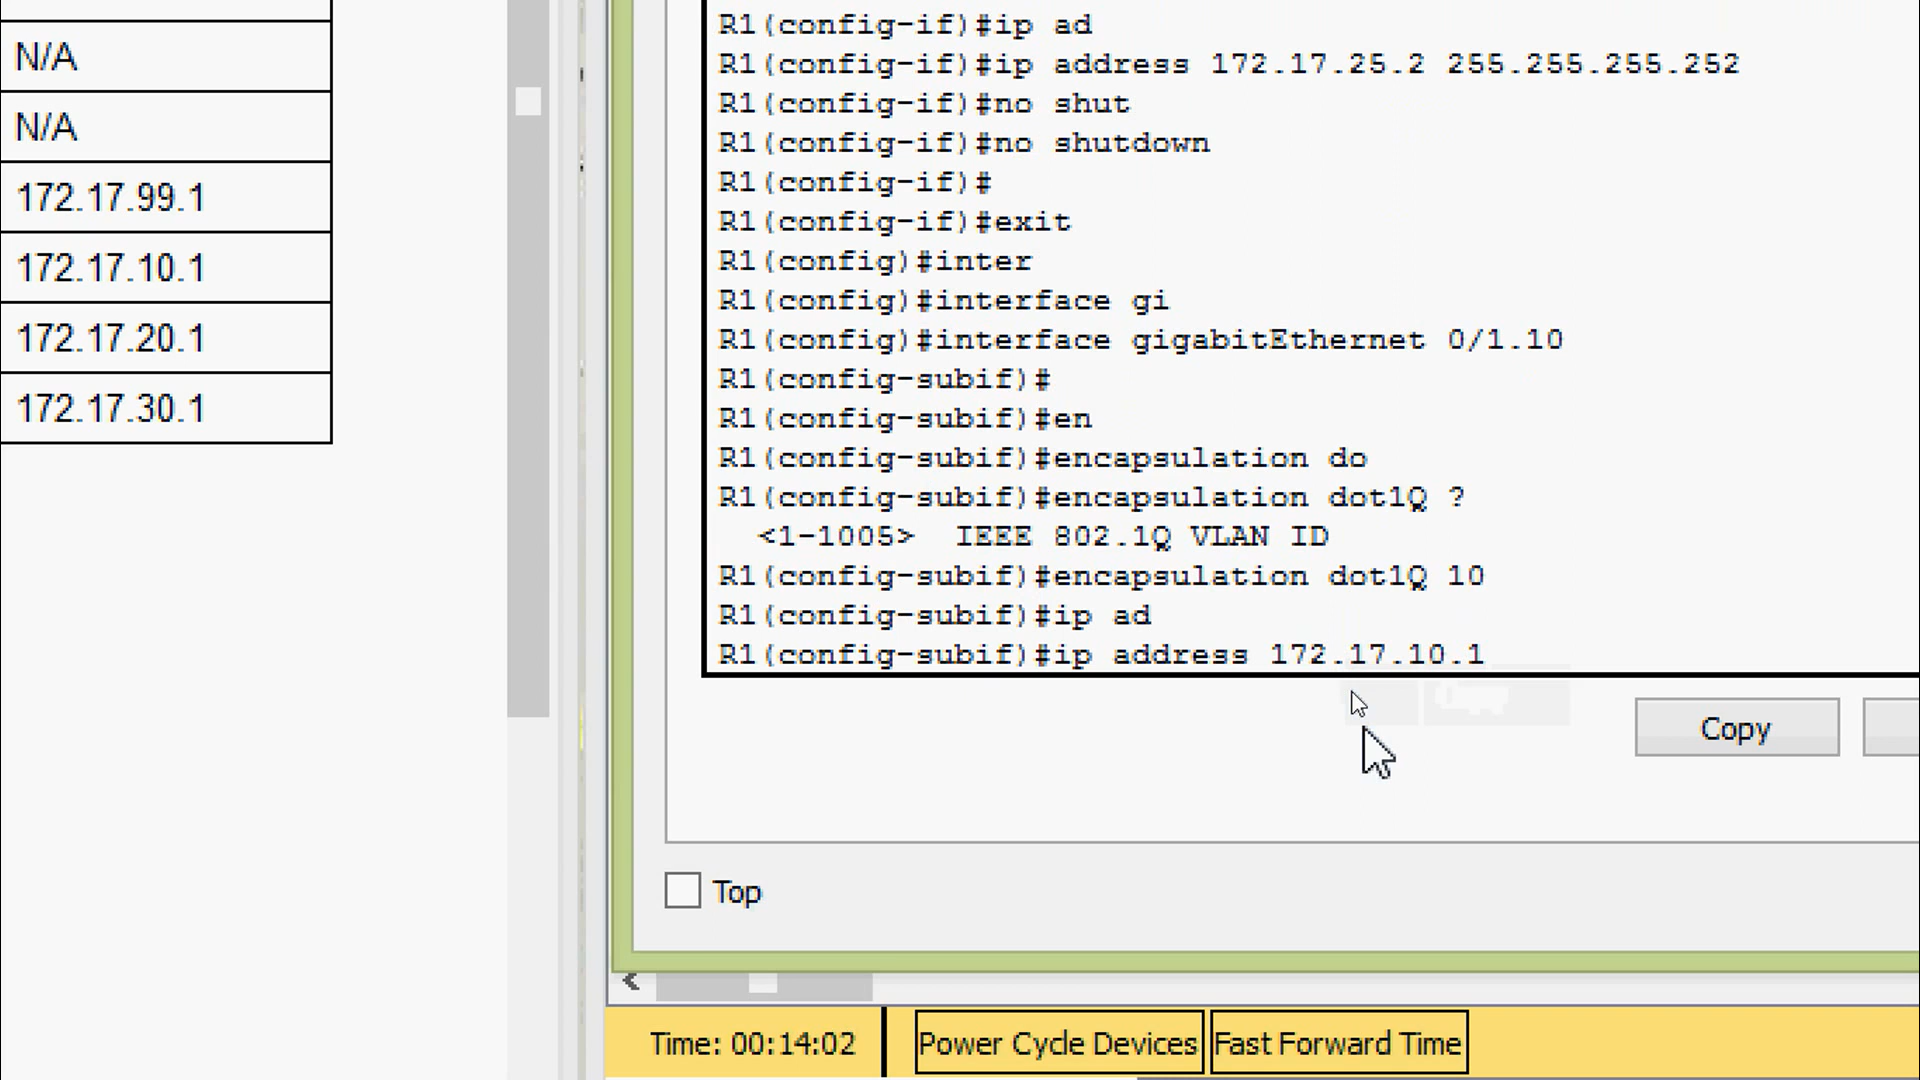 N/A
N/A
172.17.99.1
172.17.10.1
172.17.20.1
172.17.30.1
R1(config-if)#ip ad
R1(config-if)#ip address 172.17.25.2 255.255.255.252
R1(config-if)#no shut
R1(config-if)#no shutdown
R1(config-if)#
R1(config-if)#exit
R1(config)#inter
R1(config)#interface gi
R1(config)#interface gigabitEthernet 0/1.10
R1(config-subif)#
R1(config-subif)#en
R1(config-subif)#encapsulation do
R1(config-subif)#encapsulation dot1Q ?
<1-1005> IEEE 802.1Q VLAN ID
R1(config-subif)#encapsulation dot1Q 10
R1(config-subif)#ip ad
R1(config-subif)#ip address 172.17.10.1
Copy
Top
Time: 00:14:02
Power Cycle Devices
Fast Forward Time